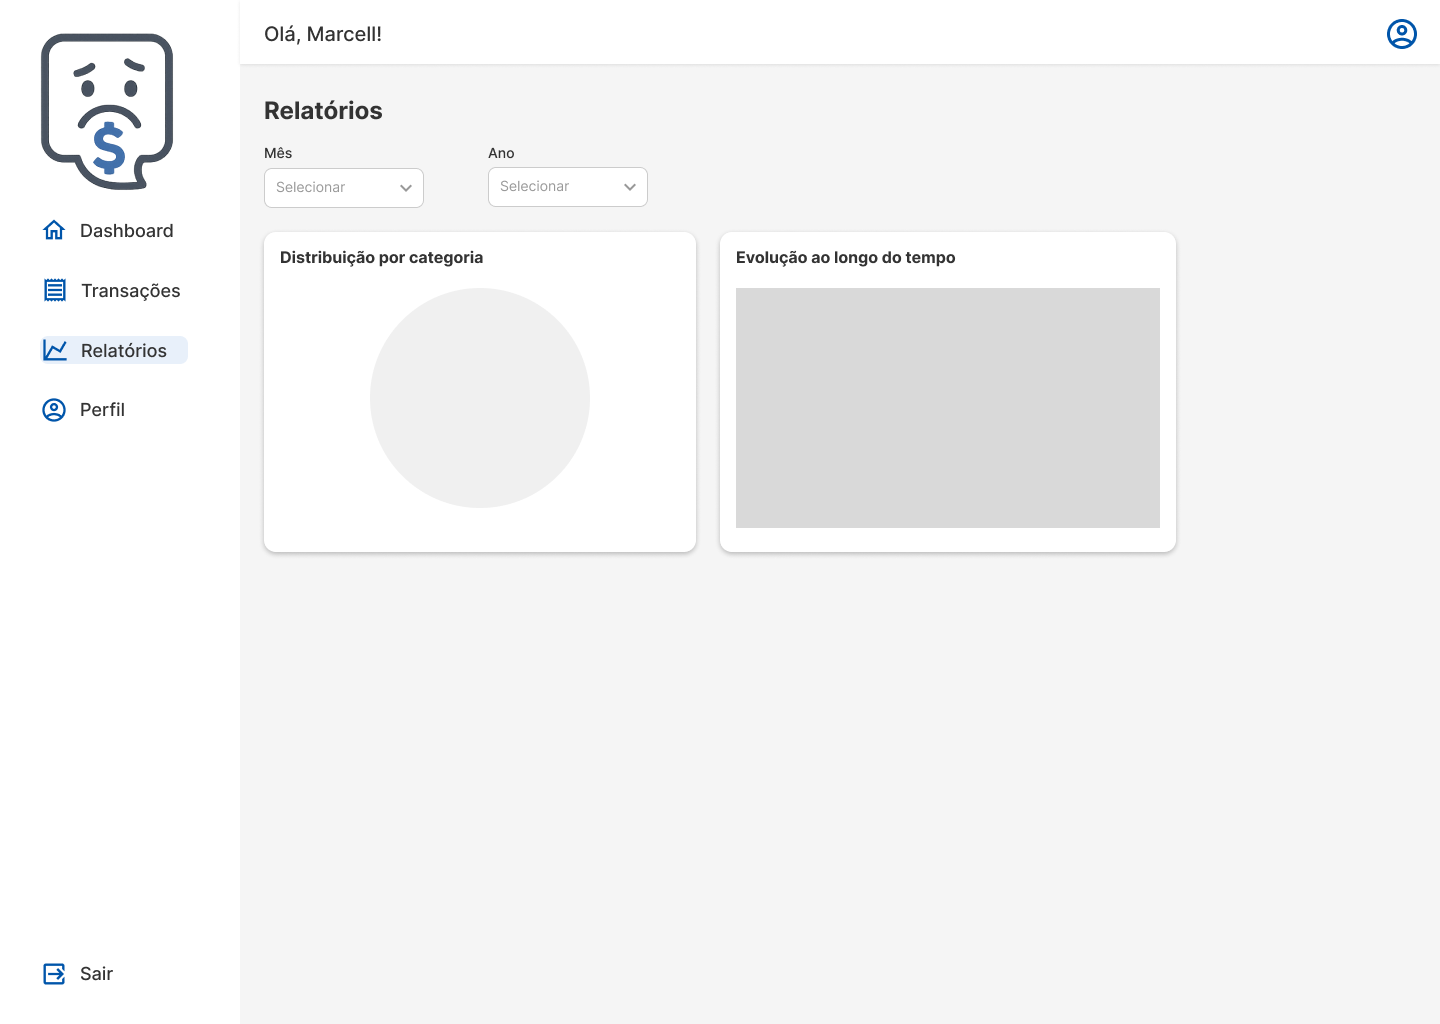 Olá, Marcell!
$
Dashboard
Transações
Relatórios
Perfil
Sair
Relatórios
Mês
Ano
Selecionar
Selecionar
Distribuição por categoria
Evolução ao longo do tempo